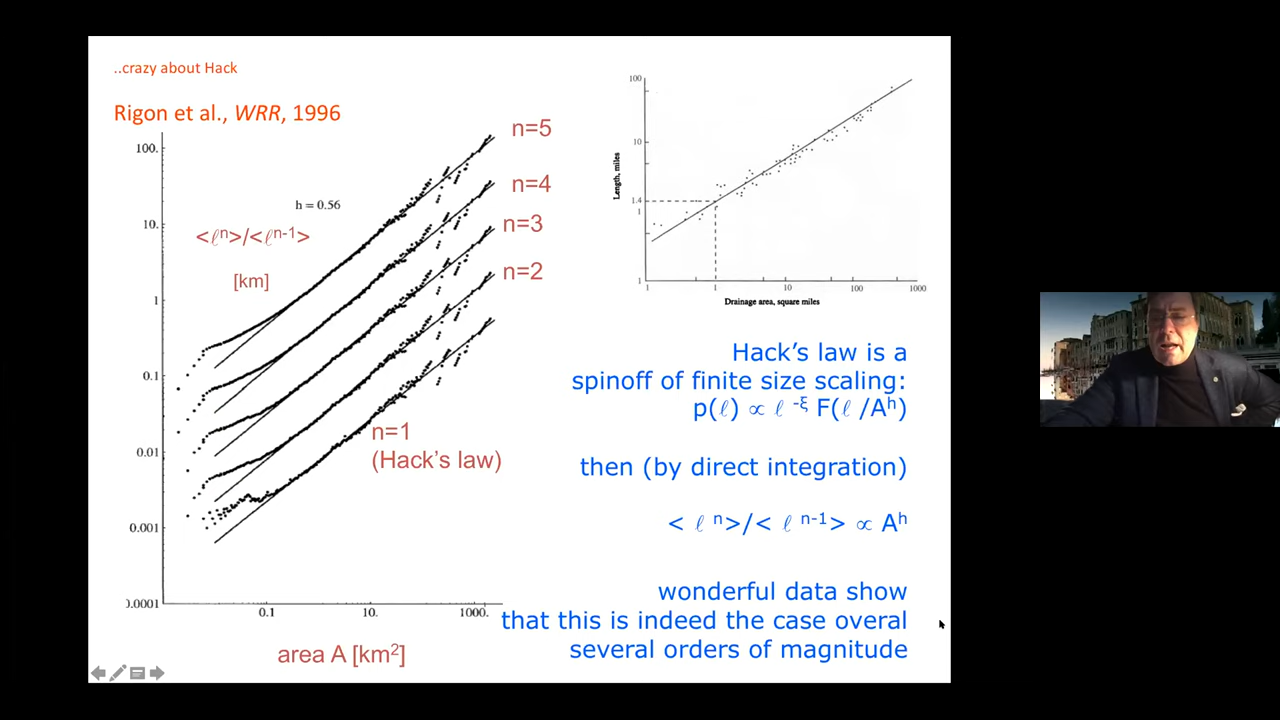 ..crazy about Hack
Rigon et al., WRR, 1996
100.
10.
1
0.1
0.01
0.001
0.0001
h = 0.56
<ℓⁿ>/<ℓⁿ⁻¹>
[km]
n=5
n=4
n=3
n=2
n=1
(Hack's law)
0.1
10.
1000.
area A [km²]
100
10
1.4
1
1
Length, miles
1
1
10
100
1000
Drainage area, square miles
Hack's law is a
spinoff of finite size scaling:
p(ℓ) ∝ ℓ ^-ξ F(ℓ /A^h)
then (by direct integration)
< ℓ ⁿ>/< ℓ ⁿ⁻¹> ∝ A^h
wonderful data show
that this is indeed the case overal
several orders of magnitude